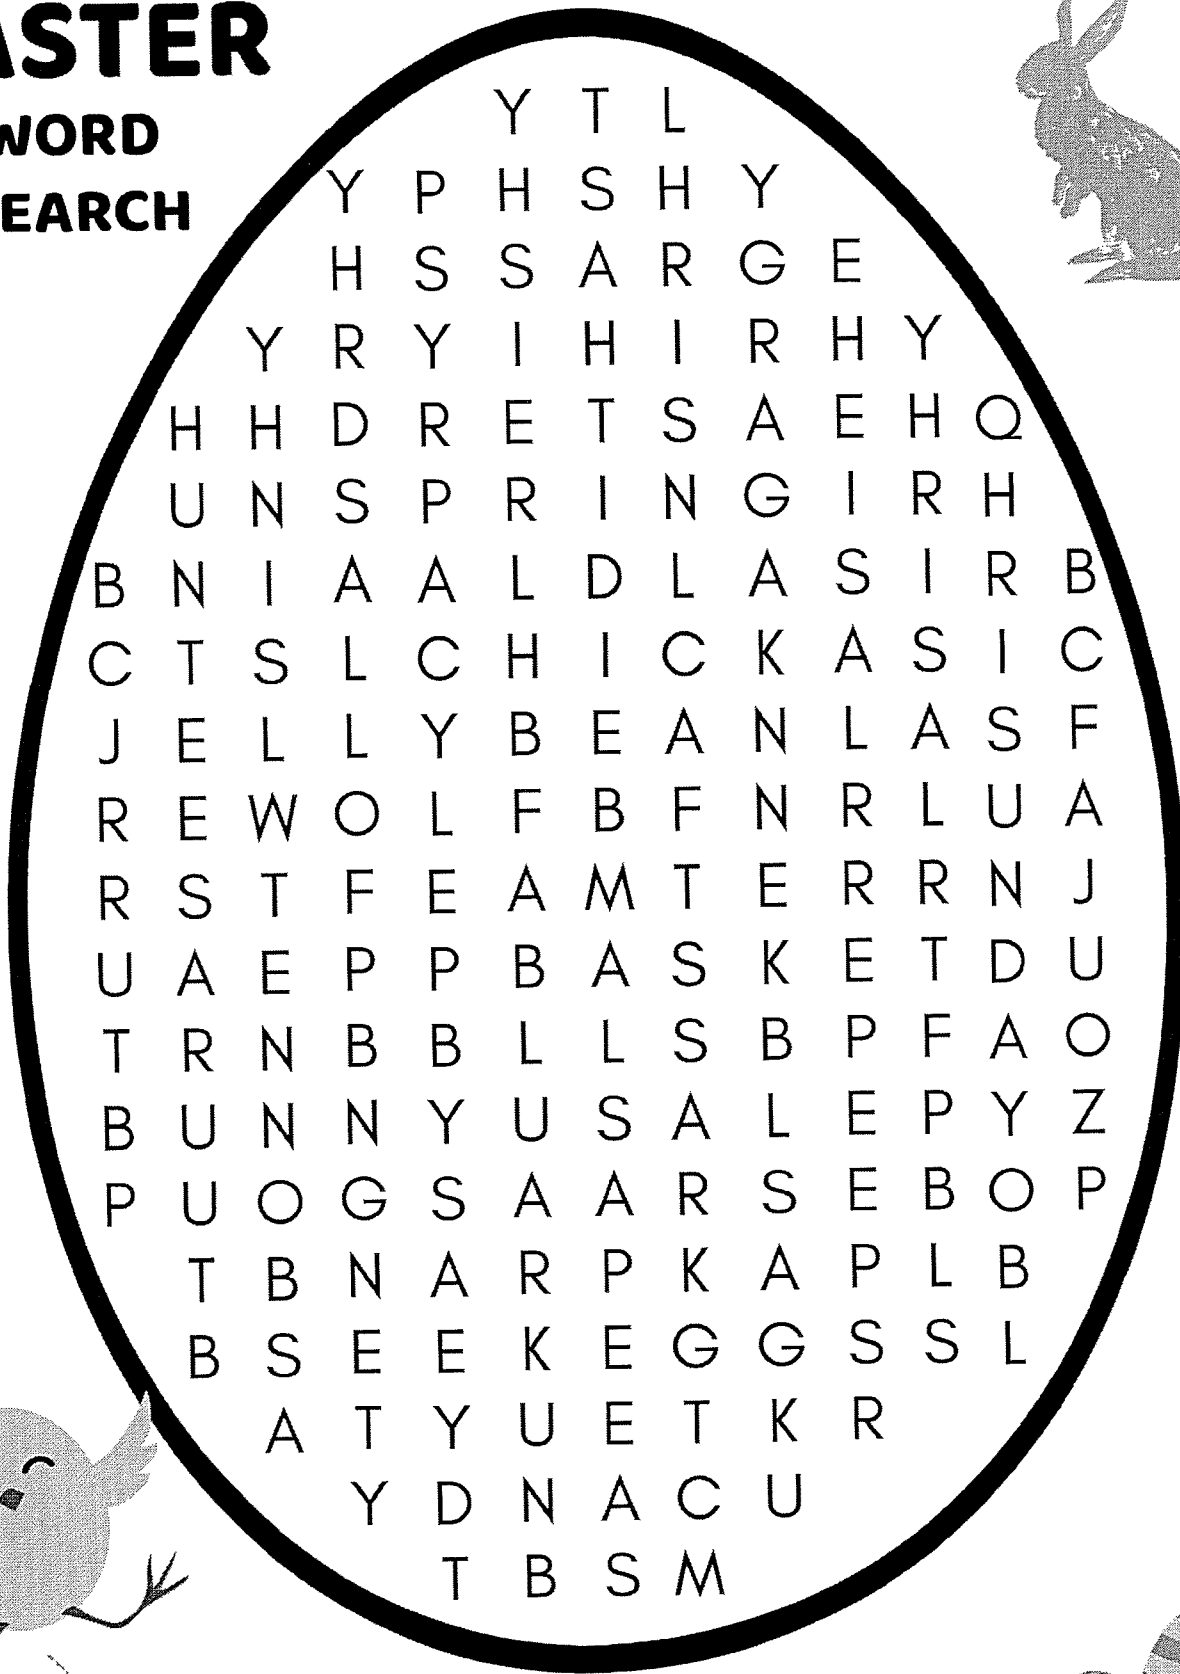 ASTER
WORD
EARCH
Y T L
Y P H S H Y
H S S A R G E
Y R Y I H I R H Y
H H D R E T S A E H Q
U N S P R I N G I R H
B N I A A L D L A S I R B
C T S L C H I C K A S I C
J E L L Y B E A N L A S F
R E W O L F B F N R L U A
R S T F E A M T E R R N J
U A E P P B A S K E T D U
T R N B B L L S B P F A O
B U N N Y U S A L E P Y Z
P U O G S A A R S E B O P
T B N A R P K A P L B
B S E E K E G G S S L
A T Y U E T K R
Y D N A C U
T B S M